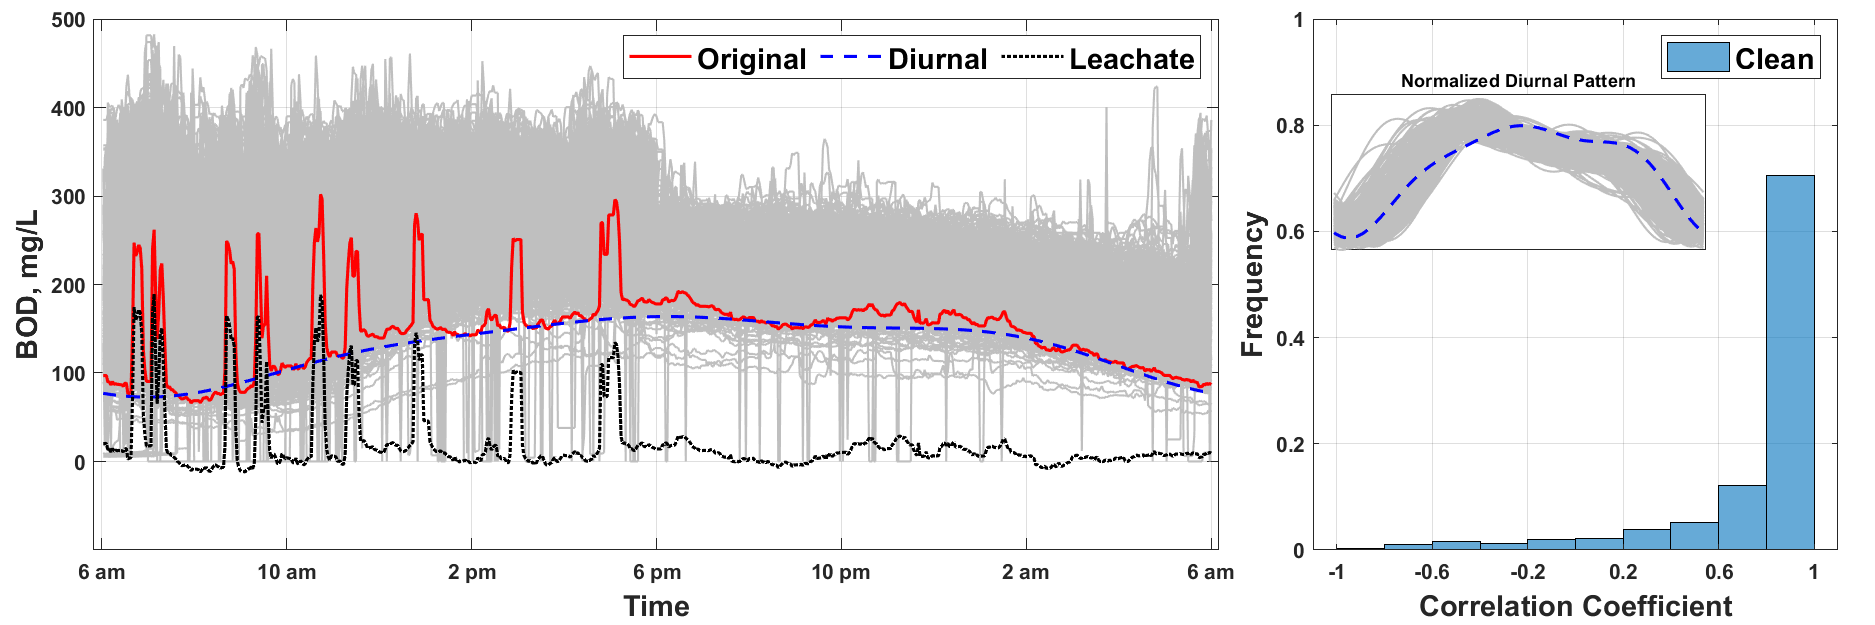 500
400
300
200
100
0
BOD, mg/L
Original Diurnal Leachate
6 am 10 am 2 pm 6 pm 10 pm 2 am 6 am
Time
1
0.8
0.6
0.4
0.2
0
Frequency
Clean
Normalized Diurnal Pattern
-1 -0.6 -0.2 0.2 0.6 1
Correlation Coefficient